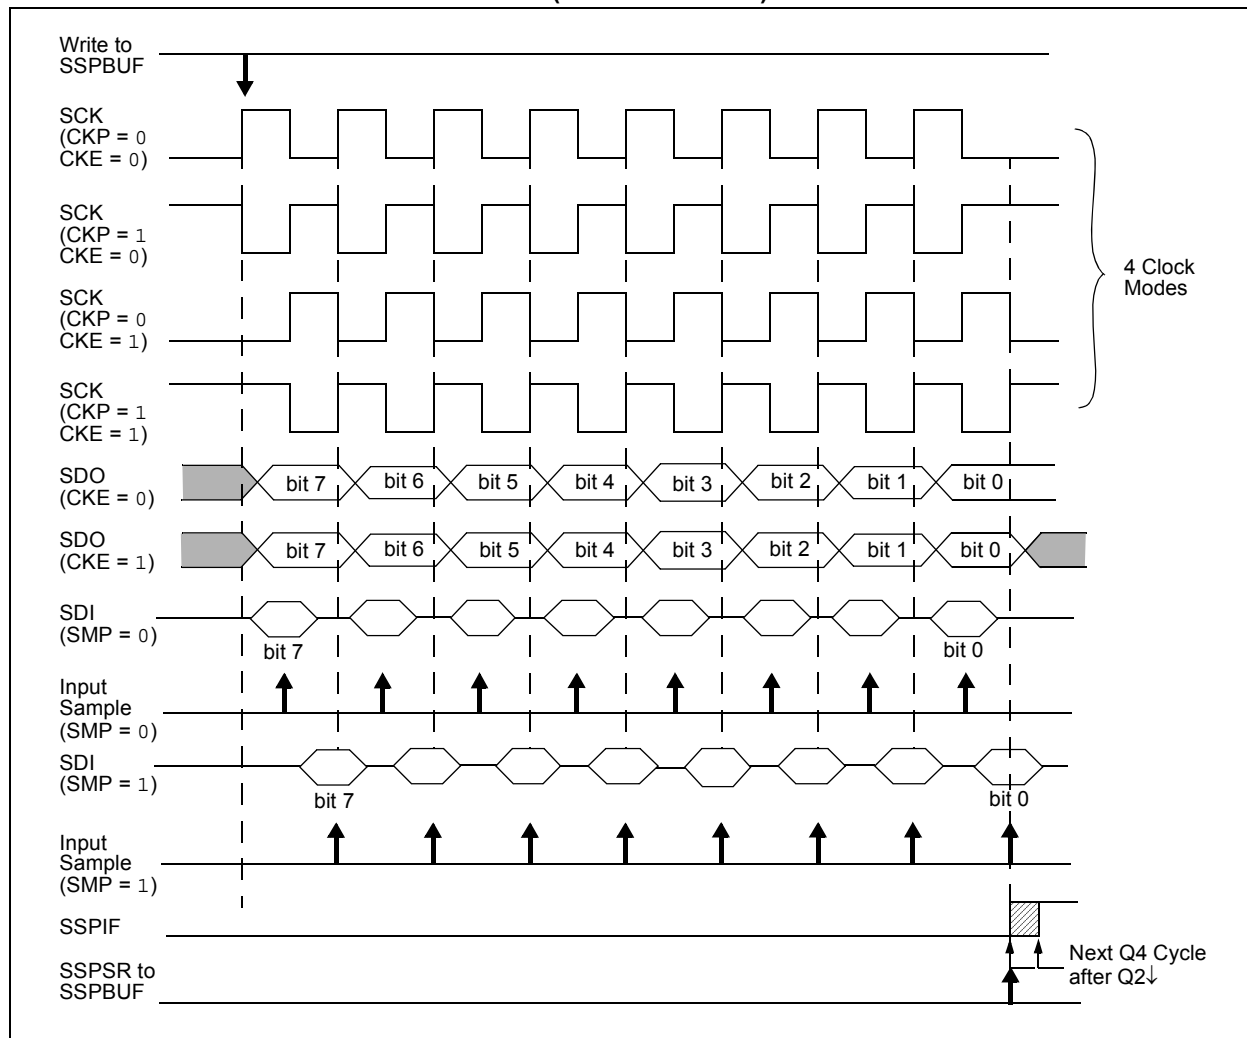 Write to
SSPBUF
SCK
(CKP = 0
CKE = 0)
SCK
(CKP = 1
CKE = 0)
4 Clock
Modes
SCK
(CKP = 0
CKE = 1)
SCK
(CKP = 1
CKE = 1)
SDO
(CKE = 0)
bit 7 bit 6 bit 5 bit 4 bit 3 bit 2 bit 1 bit 0
SDO
(CKE = 1)
bit 7 bit 6 bit 5 bit 4 bit 3 bit 2 bit 1 bit 0
SDI
(SMP = 0)
bit 7 bit 0
Input
Sample
(SMP = 0)
SDI
(SMP = 1)
bit 7 bit 0
Input
Sample
(SMP = 1)
SSPIF
Next Q4 Cycle
after Q2↓
SSPSR to
SSPBUF